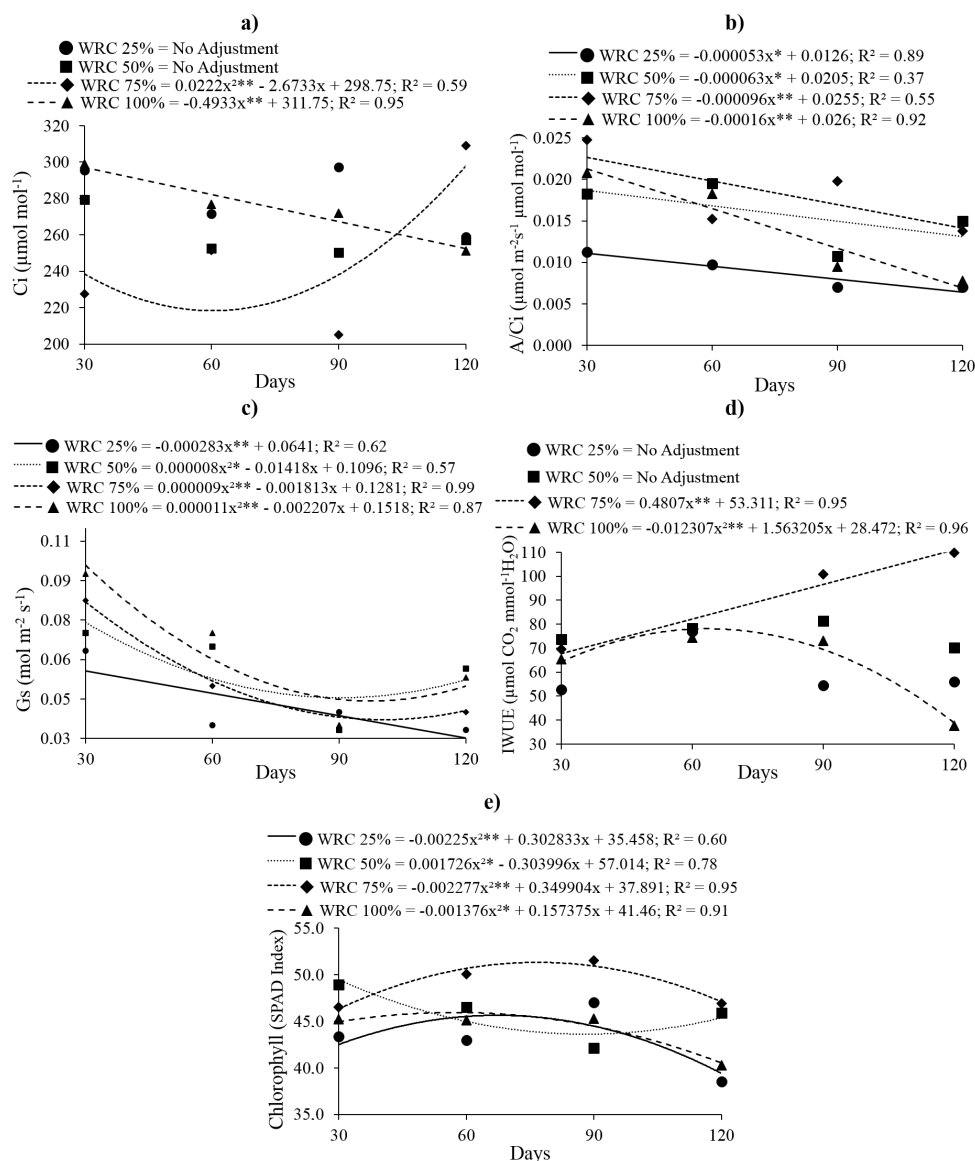 a)
WRC 25% = No Adjustment
WRC 50% = No Adjustment
WRC 75% = 0.0222x²** - 2.6733x + 298.75; R² = 0.59
WRC 100% = -0.4933x** + 311.75; R² = 0.95
320
300
280
260
240
220
200
Ci (µmol mol⁻¹)
30 60 90 120
Days
b)
WRC 25% = -0.000053x* + 0.0126; R² = 0.89
WRC 50% = -0.000063x* + 0.0205; R² = 0.37
WRC 75% = -0.000096x** + 0.0255; R² = 0.55
WRC 100% = -0.00016x** + 0.026; R² = 0.92
0.025
0.020
0.015
0.010
0.005
0.000
A/Ci (µmol m⁻²s⁻¹ µmol mol⁻¹)
30 60 90 120
Days
c)
WRC 25% = -0.000283x** + 0.0641; R² = 0.62
WRC 50% = 0.000008x²* - 0.01418x + 0.1096; R² = 0.57
WRC 75% = 0.000009x²** - 0.001813x + 0.1281; R² = 0.99
WRC 100% = 0.000011x²** - 0.002207x + 0.1518; R² = 0.87
0.11
0.09
0.08
0.06
0.05
0.03
Gs (mol m⁻² s⁻¹)
30 60 90 120
Days
d)
WRC 25% = No Adjustment
WRC 50% = No Adjustment
WRC 75% = 0.4807x** + 53.311; R² = 0.95
WRC 100% = -0.012307x²** + 1.563205x + 28.472; R² = 0.96
110
100
90
80
70
60
50
40
30
IWUE (µmol CO₂ mmol⁻¹H₂O)
30 60 90 120
Days
e)
WRC 25% = -0.00225x²** + 0.302833x + 35.458; R² = 0.60
WRC 50% = 0.001726x²* - 0.303996x + 57.014; R² = 0.78
WRC 75% = -0.002277x²** + 0.349904x + 37.891; R² = 0.95
WRC 100% = -0.001376x²* + 0.157375x + 41.46; R² = 0.91
55.0
50.0
45.0
40.0
35.0
Chlorophyll (SPAD Index)
30 60 90 120
Days